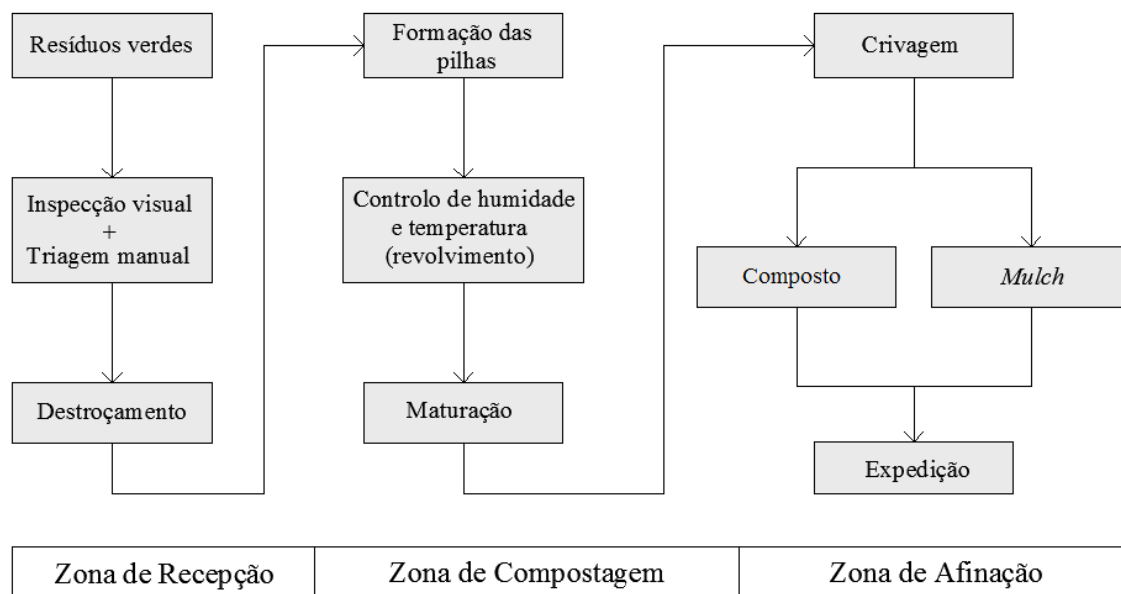 Resíduos verdes
Inspecção visual
+
Triagem manual
Destroçamento
Formação das
pilhas
Controlo de humidade
e temperatura
(revolvimento)
Maturação
Crivagem
Composto
Mulch
Expedição
Zona de Recepção
Zona de Compostagem
Zona de Afinação